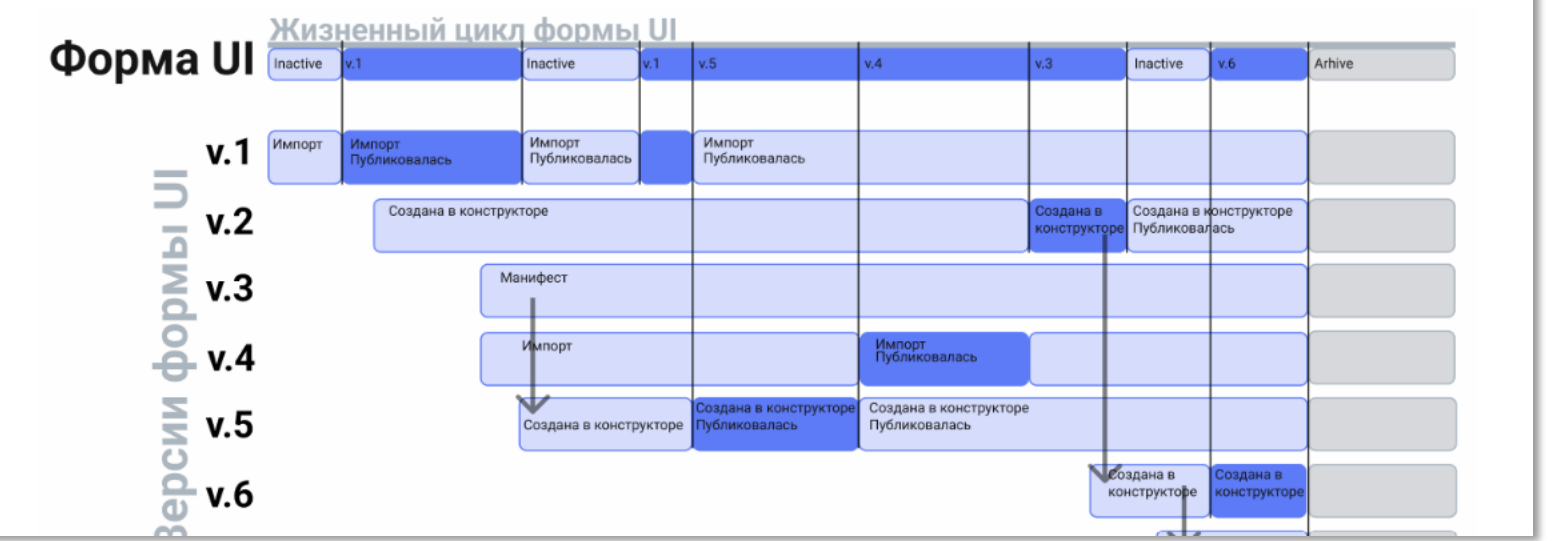 Жизненный цикл формы UI
Форма UI
Inactive
v.1
Inactive
v.1
v.5
v.4
v.3
Inactive
v.6
Arhive
Версии формы UI
v.1
Импорт
Импорт
Публиковалась
Импорт
Публиковалась
Импорт
Публиковалась
v.2
Создана в конструкторе
Создана в
конструкторе
Создана в конструкторе
Публиковалась
v.3
Манифест
v.4
Импорт
Импорт
Публиковалась
v.5
Создана в конструкторе
Создана в конструкторе
Публиковалась
Создана в конструкторе
Публиковалась
v.6
Создана в
конструкторе
Создана в
конструкторе